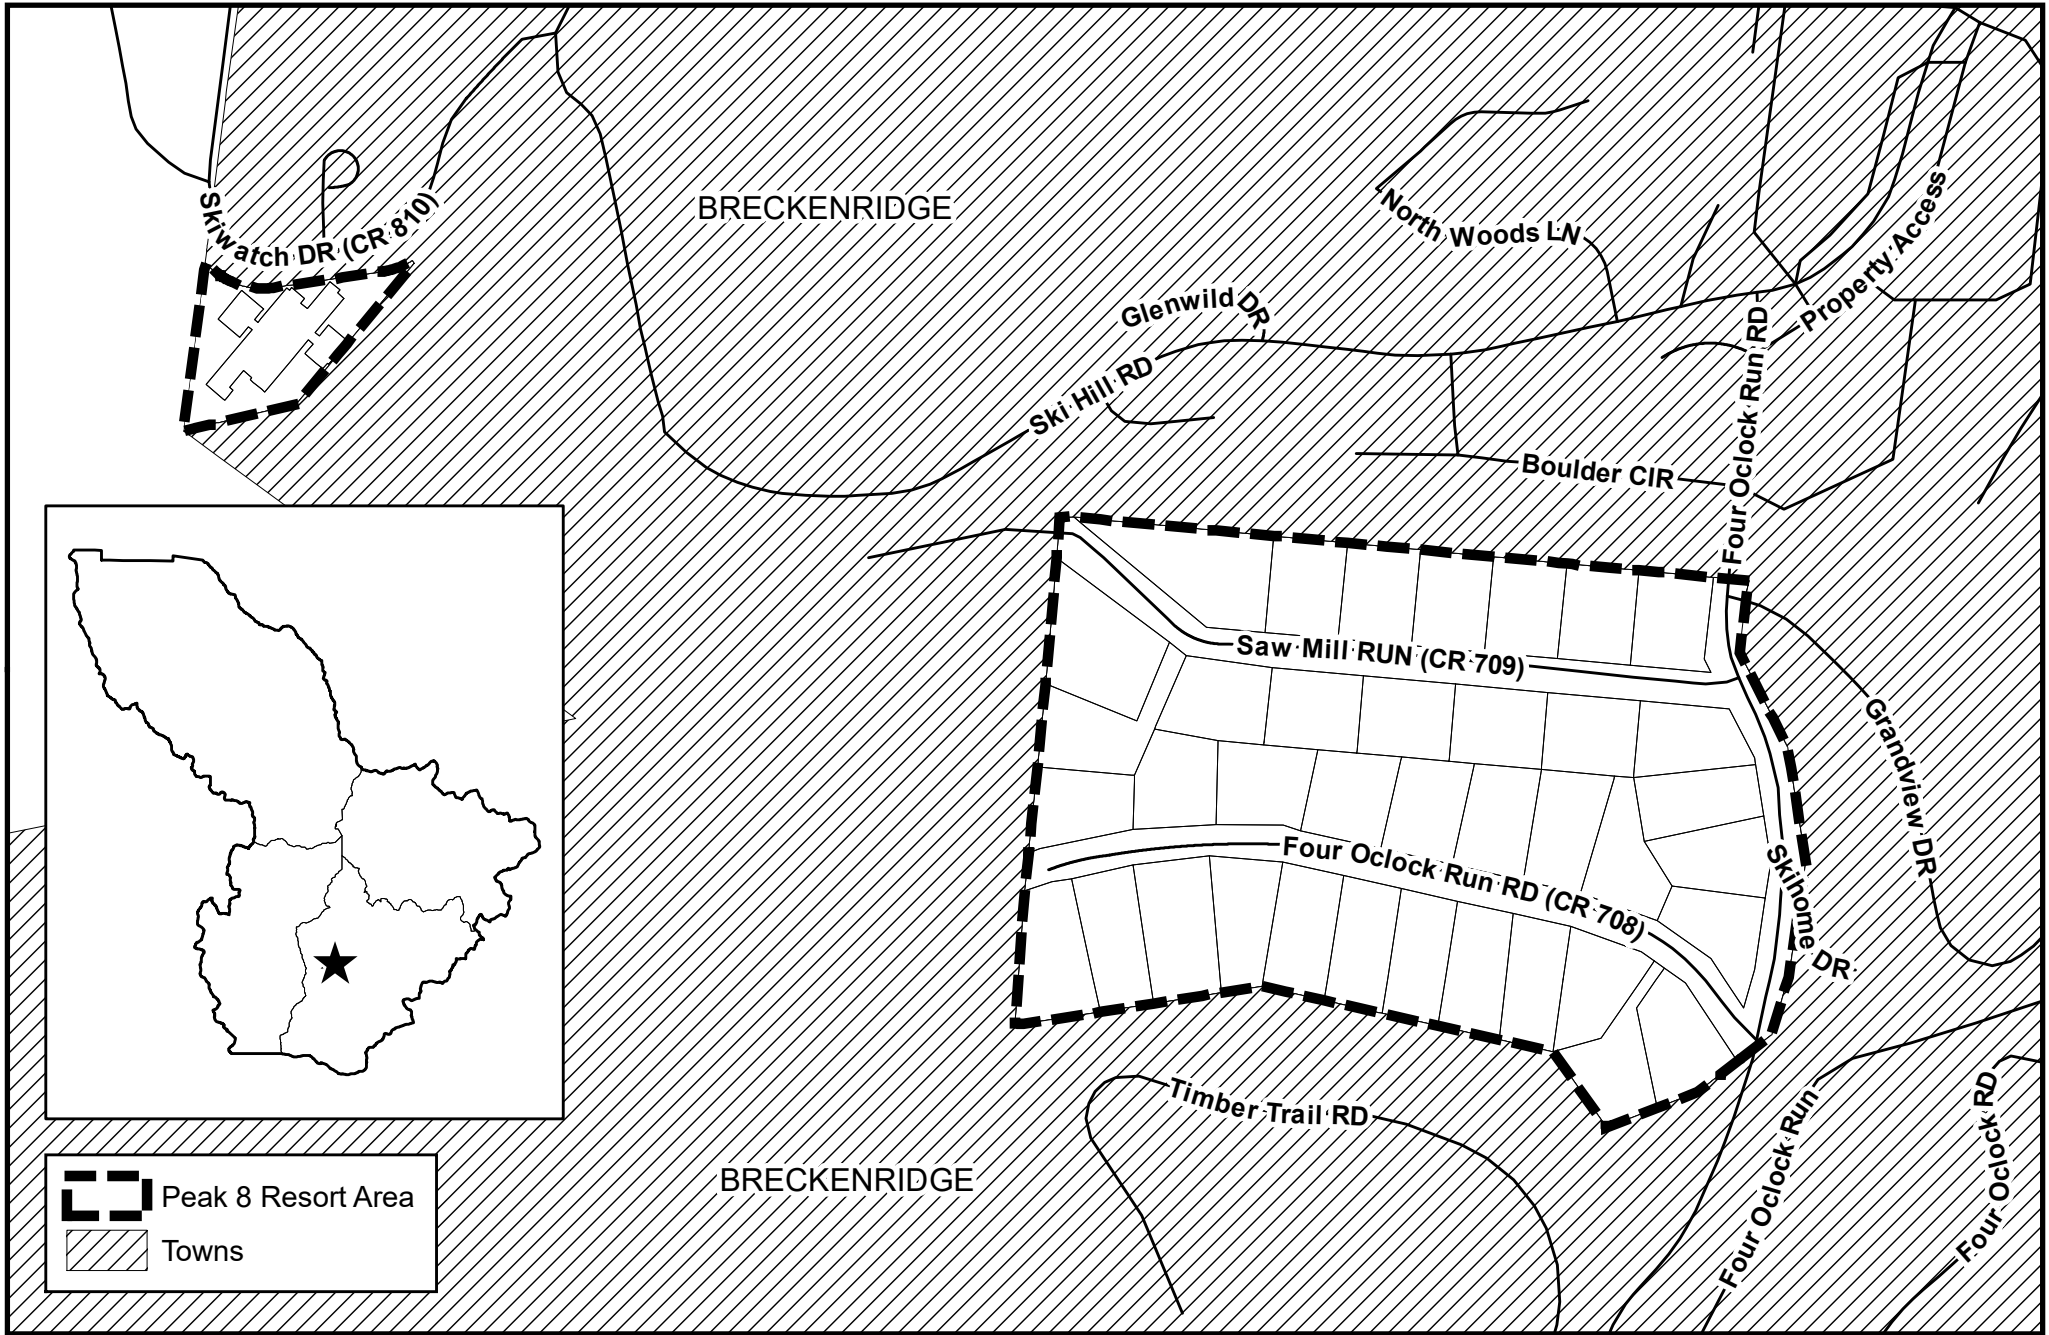 BRECKENRIDGE
Skiwatch DR (CR 810)
North Woods LN
Property Access
Glenwild DR
Ski Hill RD
Four Oclock Run RD
Boulder CIR
Saw Mill RUN (CR 709)
Grandview DR
Four Oclock Run RD (CR 708)
Skihome DR
Timber Trail RD
Four Oclock Run
Four Oclock RD
BRECKENRIDGE
Peak 8 Resort Area
Towns